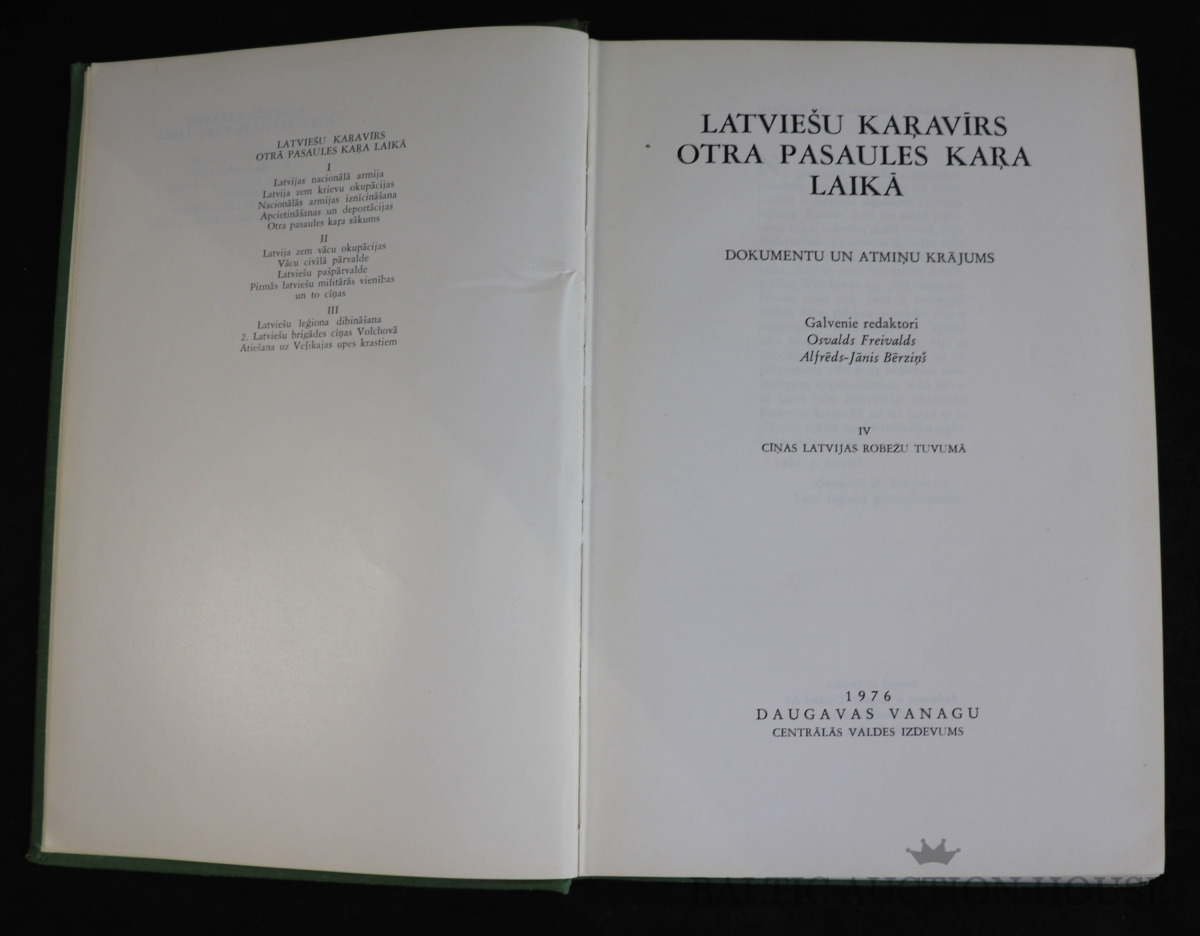 LATVIEŠU KAŖAVĪRS
OTRĀ PASAULES KAŖA LAIKĀ
I
Latvijas nacionālā armija
Latvija zem krievu okupācijas
Nacionālās armijas iznīcināšana
Apcietināšanas un deportācijas
Otra pasaules kaŗa sākums
II
Latvija zem vācu okupācijas
Vācu civilā pārvalde
Latviešu pašpārvalde
Pirmās latviešu militārās vienības
un to cīņas
III
Latviešu leģiona dibināšana
2. Latviešu brigādes cīņas Volchovā
Atiešana uz Veļikajas upes krastiem
LATVIEŠU KAŖAVĪRS
OTRA PASAULES KAŖA
LAIKĀ
DOKUMENTU UN ATMIŅU KRĀJUMS
Galvenie redaktori
Osvalds Freivalds
Alfrēds-Jānis Bērziņš
IV
CĪŅAS LATVIJAS ROBEŽU TUVUMĀ
1976
DAUGAVAS VANAGU
CENTRĀLĀS VALDES IZDEVUMS
BALTIC AUCTION HOUSE